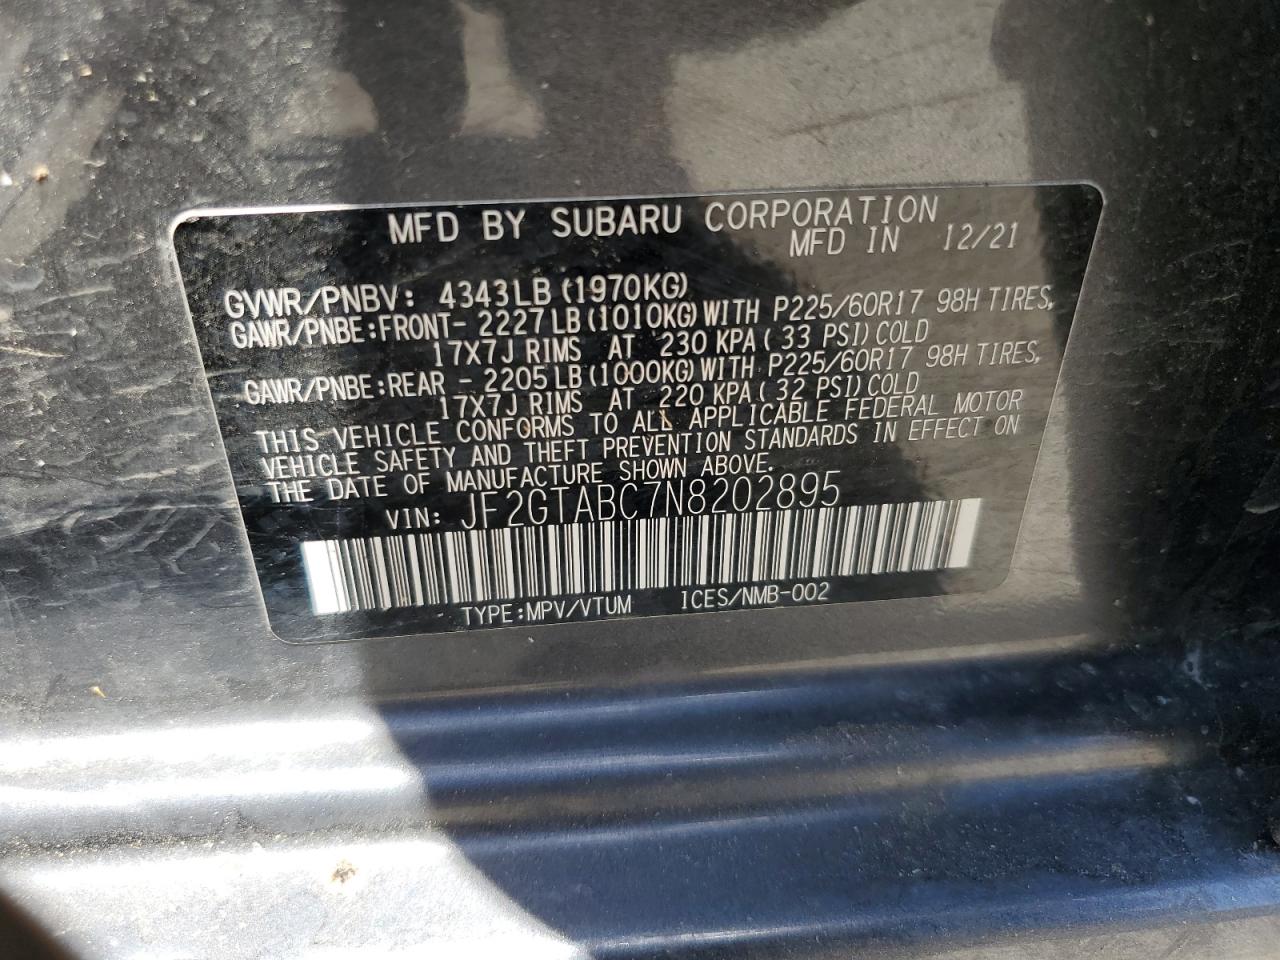 MFD BY SUBARU CORPORATION
MFD IN 12/21
GVWR/PNBV: 4343LB (1970KG)
GAWR/PNBE:FRONT- 2227LB(1010KG)WITH P225/60R17 98H TIRES,
17X7J RIMS AT 230 KPA (33 PSI)COLD
GAWR/PNBE:REAR - 2205LB(1000KG)WITH P225/60R17 98H TIRES,
17X7J RIMS AT 220 KPA (32 PSI)COLD
THIS VEHICLE CONFORMS TO ALL APPLICABLE FEDERAL MOTOR
VEHICLE SAFETY AND THEFT PREVENTION STANDARDS IN EFFECT ON
THE DATE OF MANUFACTURE SHOWN ABOVE.
VIN: JF2GTABC7N8202895
TYPE:MPV/VTUM ICES/NMB-002